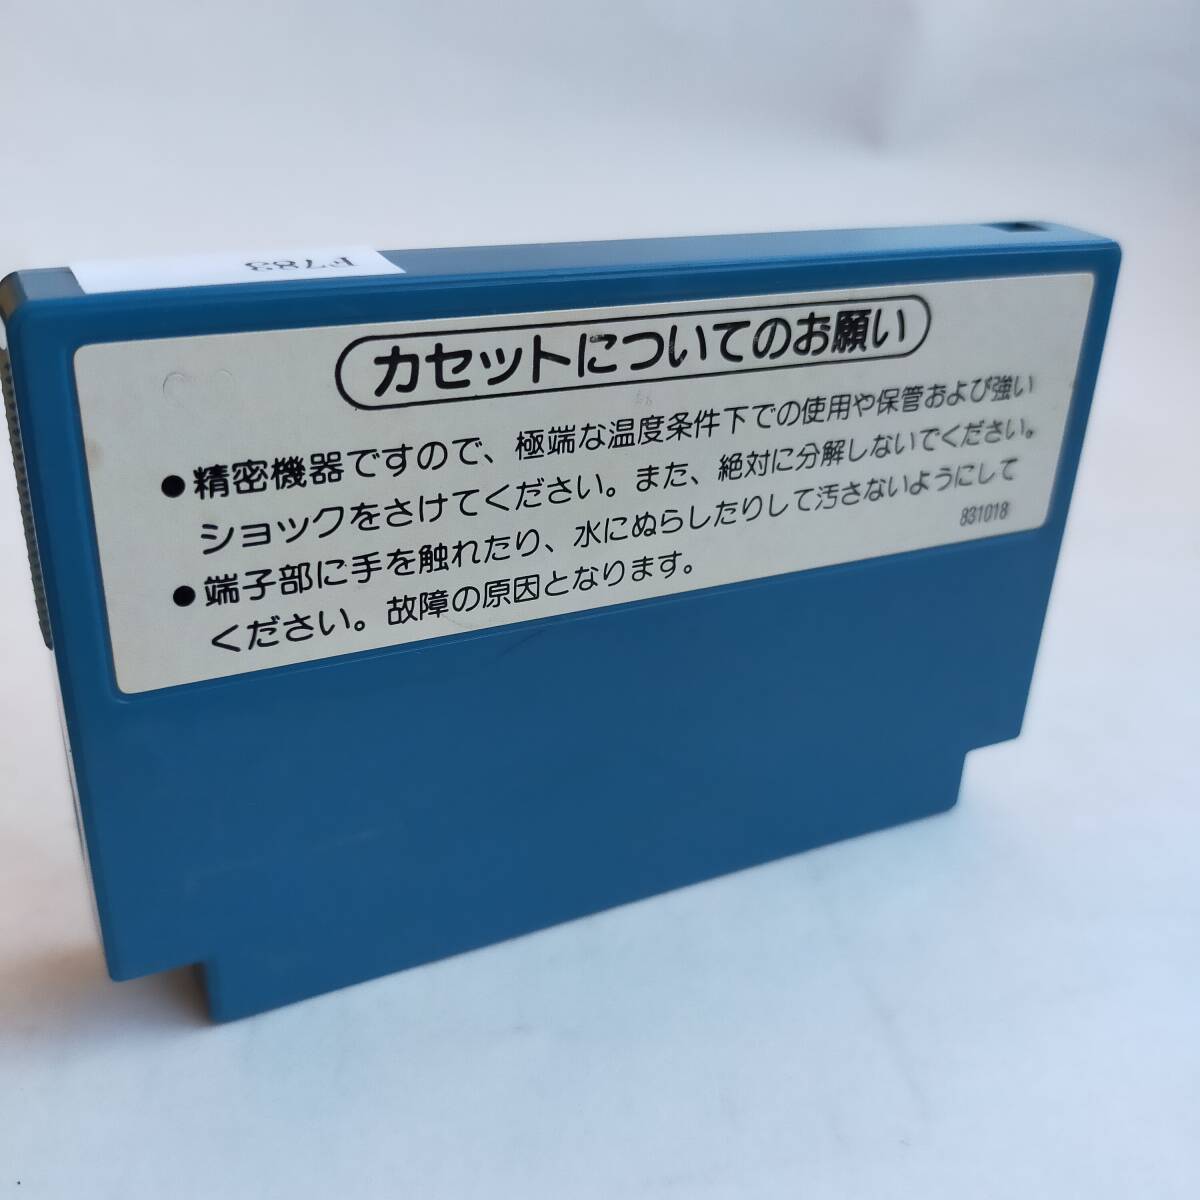 F783
カセットについてのお願い
●精密機器ですので、極端な温度条件下での使用や保管および強い
ショックをさけてください。また、絶対に分解しないでください。
●端子部に手を触れたり、水にぬらしたりして汚さないようにして
ください。故障の原因となります。
831018